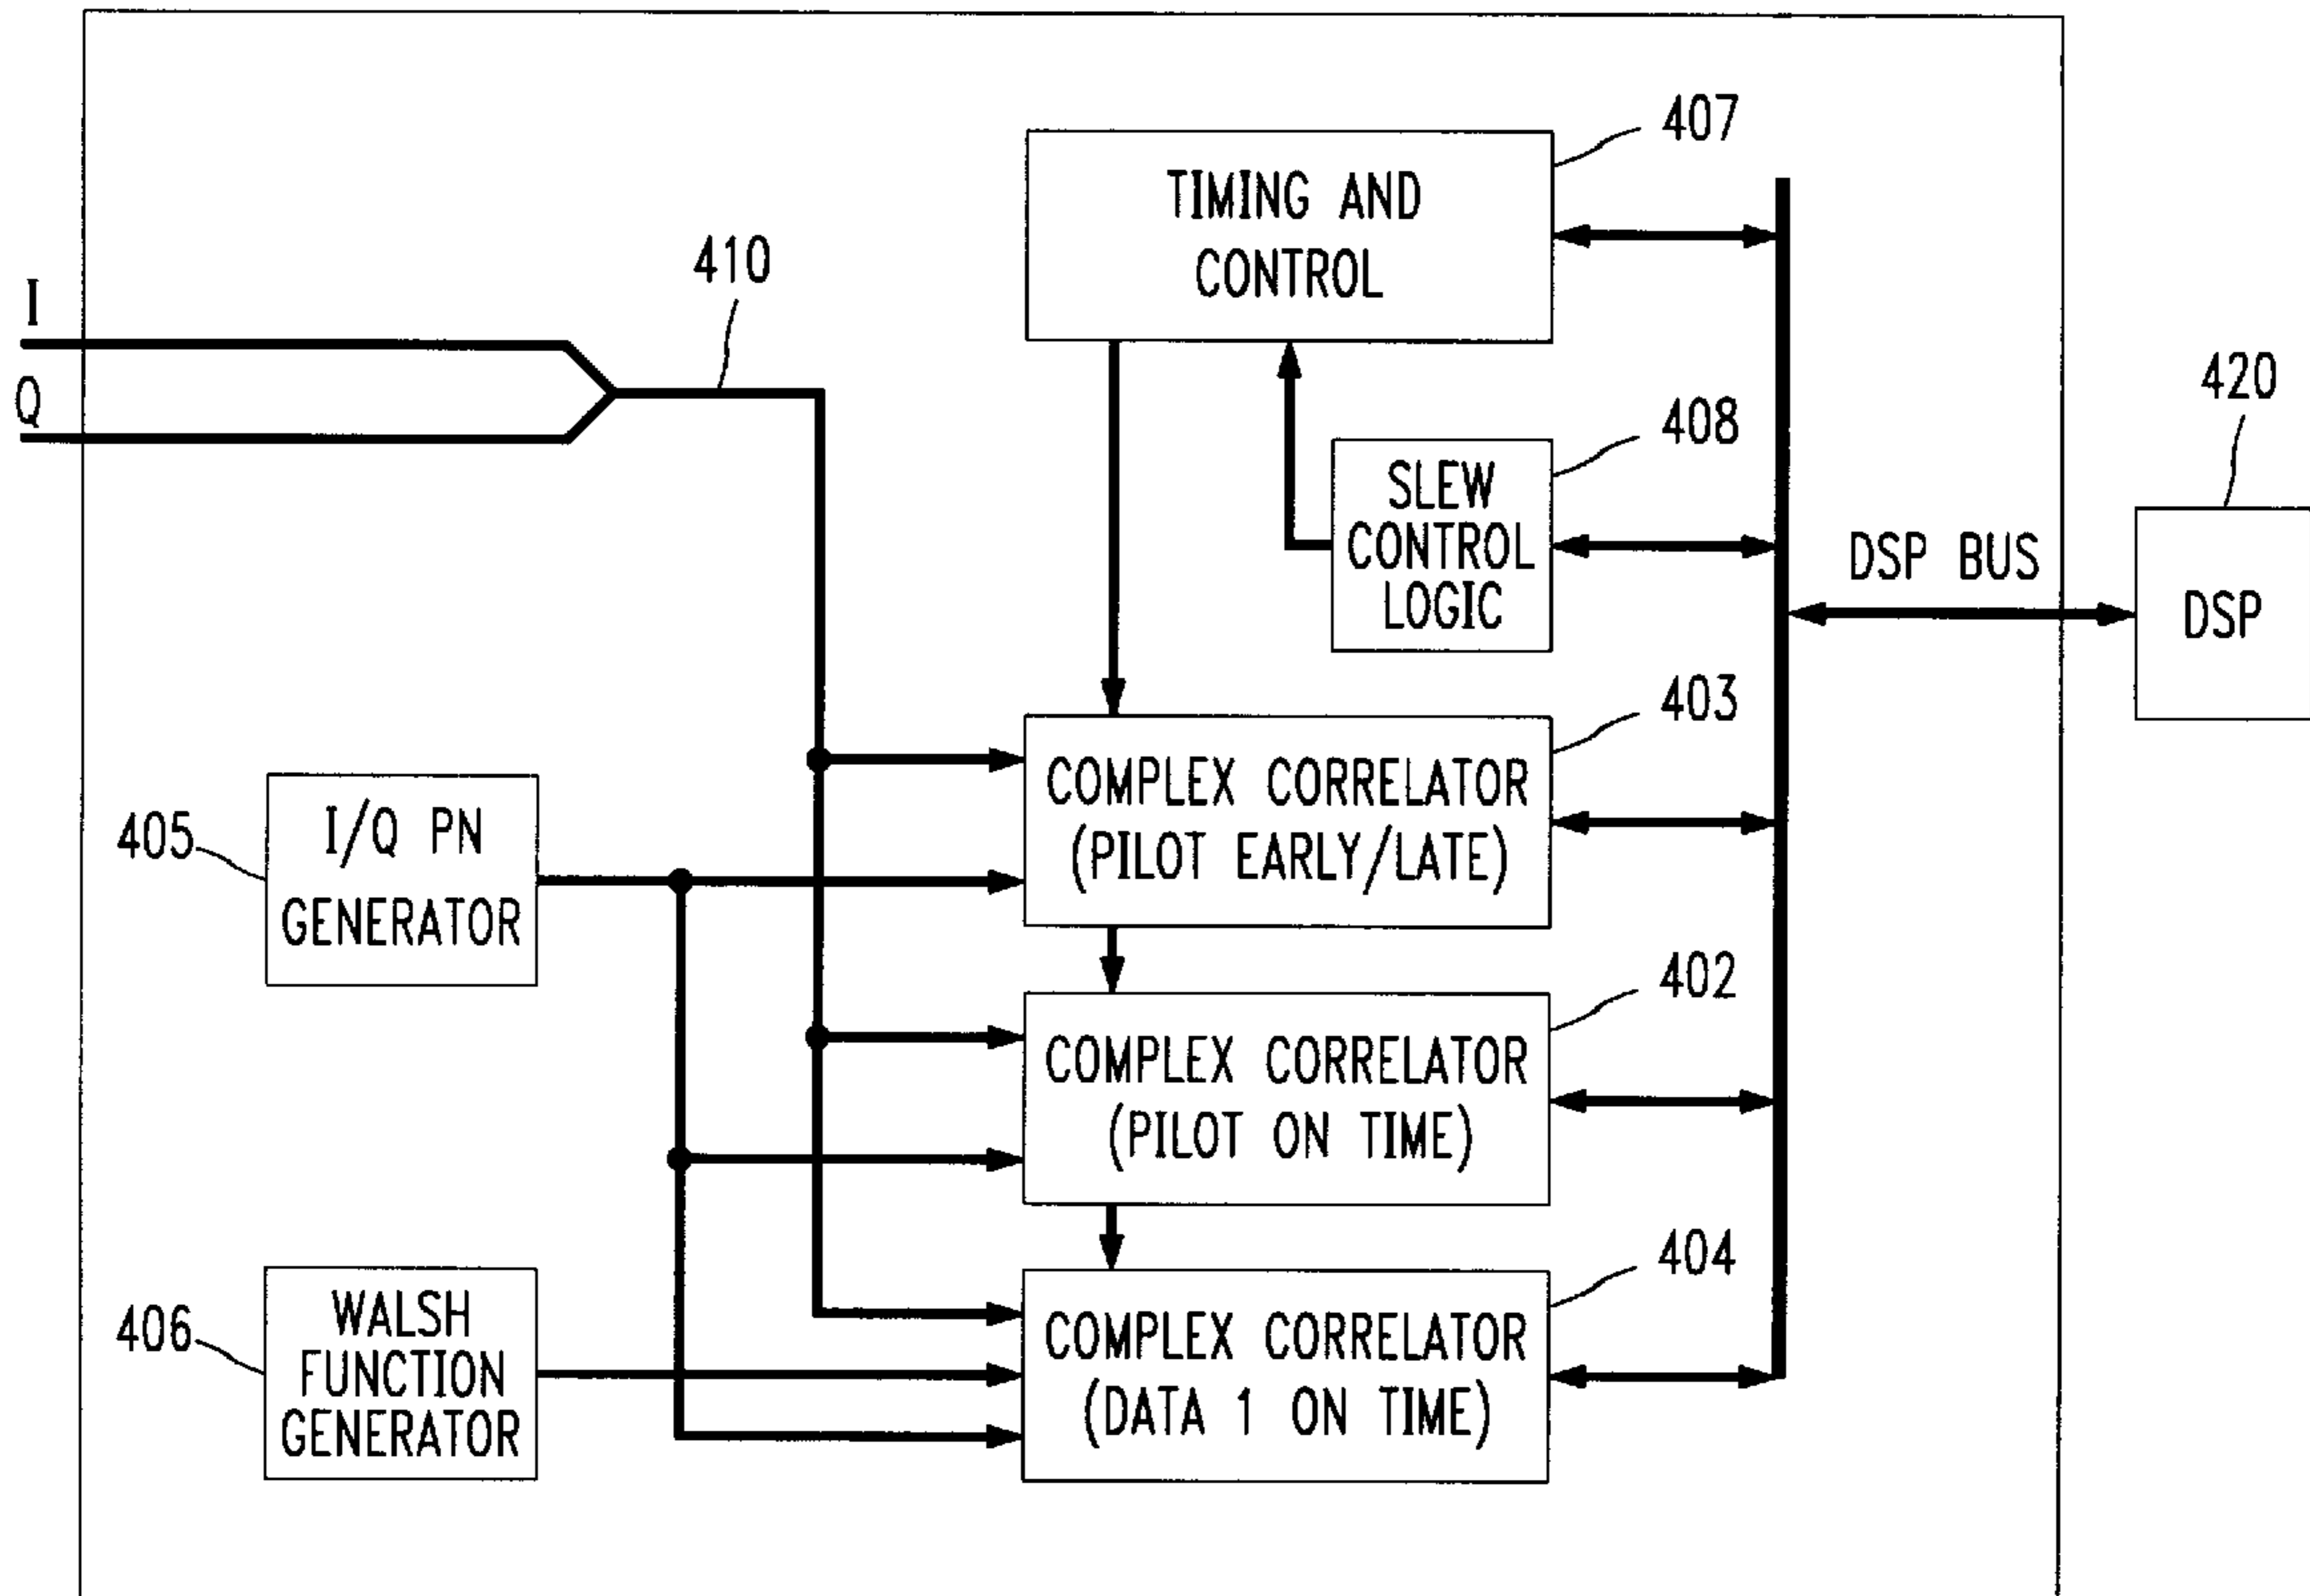 407
TIMING AND
CONTROL
410
I
Q
408
SLEW
CONTROL
LOGIC
420
DSP BUS
DSP
403
COMPLEX CORRELATOR
(PILOT EARLY/LATE)
405
I/Q PN
GENERATOR
402
COMPLEX CORRELATOR
(PILOT ON TIME)
404
COMPLEX CORRELATOR
(DATA 1 ON TIME)
406
WALSH
FUNCTION
GENERATOR